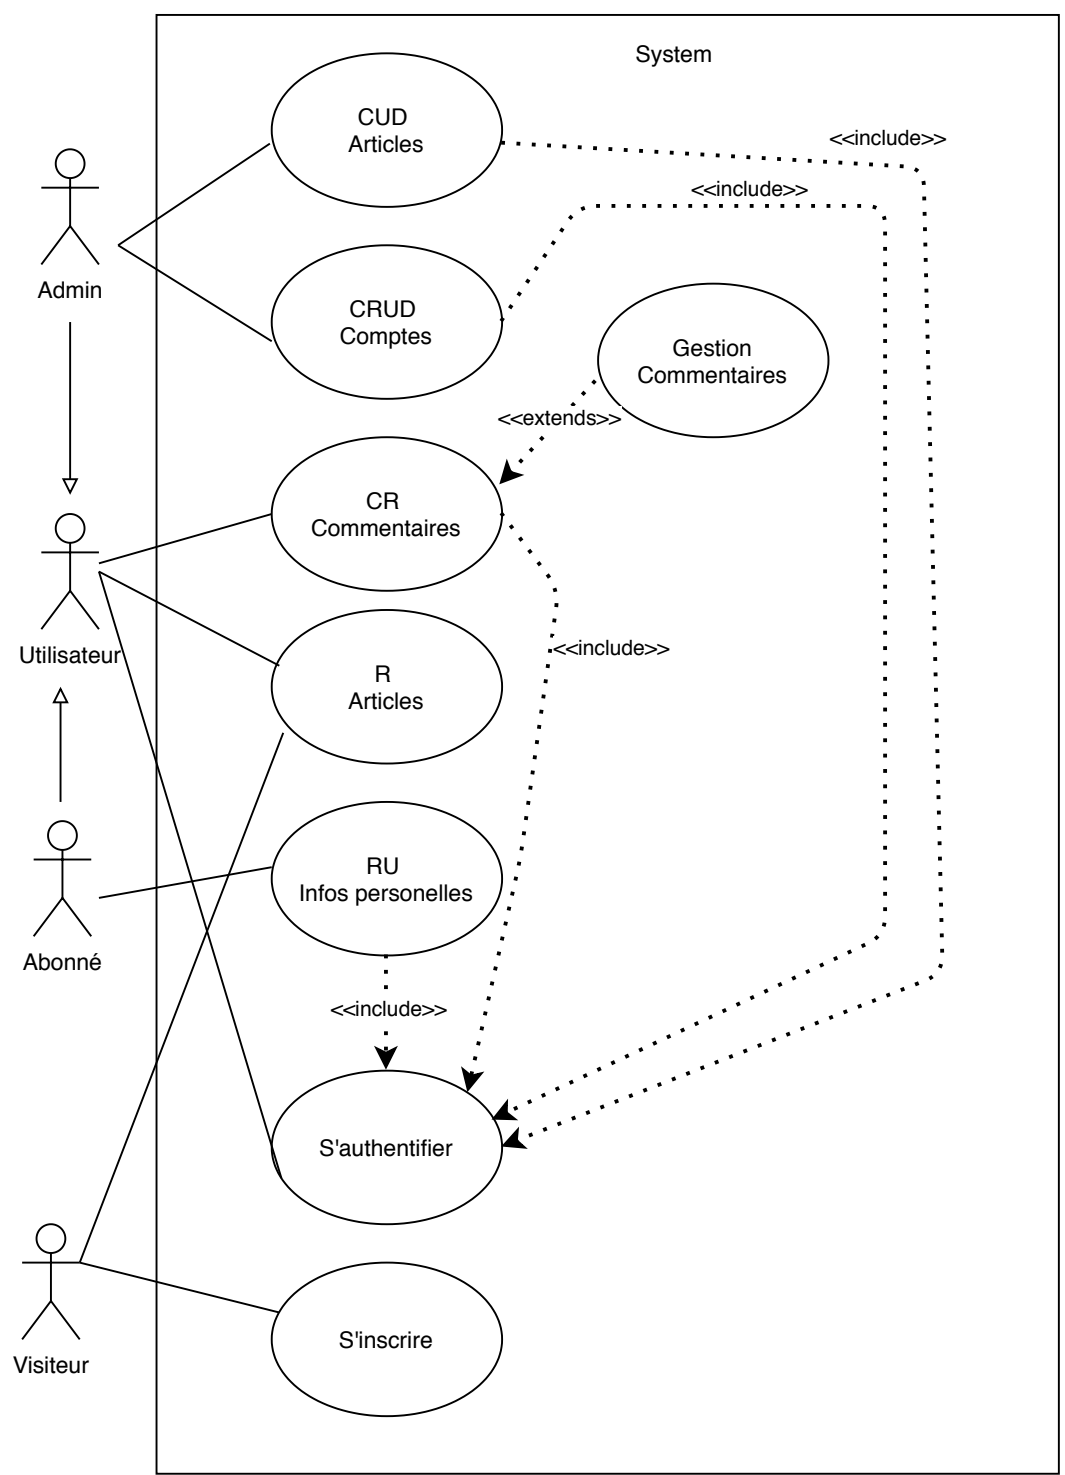 System
CUD
Articles
<<include>>
<<include>>
Admin
CRUD
Comptes
Gestion
Commentaires
<<extends>>
CR
Commentaires
Utilisateur
<<include>>
R
Articles
RU
Infos personelles
Abonné
<<include>>
S'authentifier
S'inscrire
Visiteur